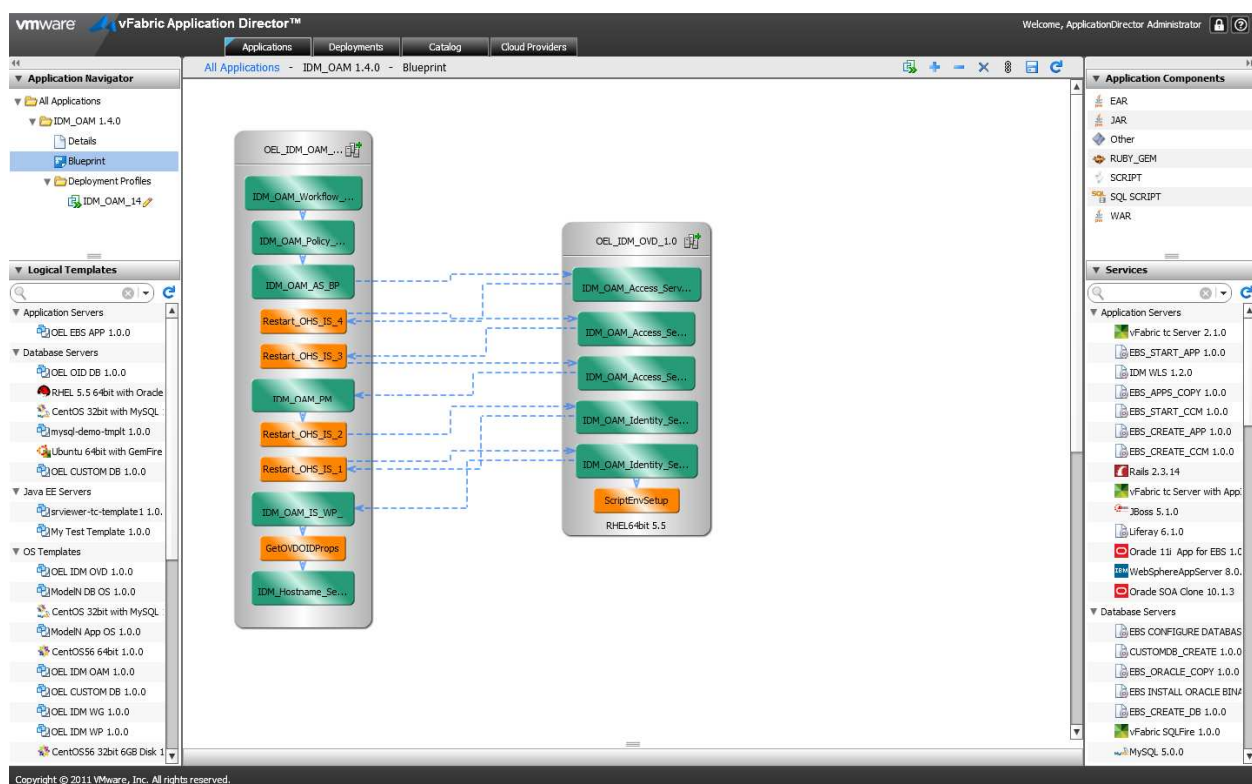 vmware vFabric Application Director™
Welcome, ApplicationDirector Administrator
Applications Deployments Catalog Cloud Providers
Application Navigator
All Applications
IDM_OAM 1.4.0
Details
Blueprint
Deployment Profiles
IDM_OAM_14
Logical Templates
Application Servers
OEL EBS APP 1.0.0
Database Servers
OEL OID DB 1.0.0
RHEL 5.5 64bit with Oracle
CentOS 32bit with MySQL
mysql-demo-tmplt 1.0.0
Ubuntu 64bit with GemFire
OEL CUSTOM DB 1.0.0
Java EE Servers
srviewer-tc-template1 1.0.
My Test Template 1.0.0
OS Templates
OEL IDM OVD 1.0.0
ModelN DB OS 1.0.0
CentOS 32bit with MySQL
ModelN App OS 1.0.0
CentOS56 64bit 1.0.0
OEL IDM OAM 1.0.0
OEL CUSTOM DB 1.0.0
OEL IDM WG 1.0.0
OEL IDM WP 1.0.0
CentOS56 32bit 6GB Disk 1
All Applications - IDM_OAM 1.4.0 - Blueprint
OEL_IDM_OAM_...
IDM_OAM_Workflow_...
IDM_OAM_Policy_...
IDM_OAM_AS_BP
Restart_OHS_IS_4
Restart_OHS_IS_3
IDM_OAM_PM
Restart_OHS_IS_2
Restart_OHS_IS_1
IDM_OAM_IS_WP_
GetOVDOIDProps
IDM_Hostname_Se...
OEL_IDM_OVD_1.0
IDM_OAM_Access_Serv...
IDM_OAM_Access_Se...
IDM_OAM_Access_Se...
IDM_OAM_Identity_Se...
IDM_OAM_Identity_Se...
ScriptEnvSetup
RHEL64bit 5.5
Application Components
EAR
JAR
Other
RUBY_GEM
SCRIPT
SQL SCRIPT
WAR
Services
Application Servers
vFabric tc Server 2.1.0
EBS_START_APP 1.0.0
IDM WLS 1.2.0
EBS_APPS_COPY 1.0.0
EBS_START_CCM 1.0.0
EBS_CREATE_APP 1.0.0
EBS_CREATE_CCM 1.0.0
Rails 2.3.14
vFabric tc Server with App
JBoss 5.1.0
Liferay 6.1.0
Oracle 11i App for EBS 1.0
WebSphereAppServer 8.0.
Oracle SOA Clone 10.1.3
Database Servers
EBS CONFIGURE DATABAS
CUSTOMDB_CREATE 1.0.0
EBS_ORACLE_COPY 1.0.0
EBS INSTALL ORACLE BINA
EBS_CREATE_DB 1.0.0
vFabric SQLFire 1.0.0
MySQL 5.0.0
Copyright © 2011 VMware, Inc. All rights reserved.